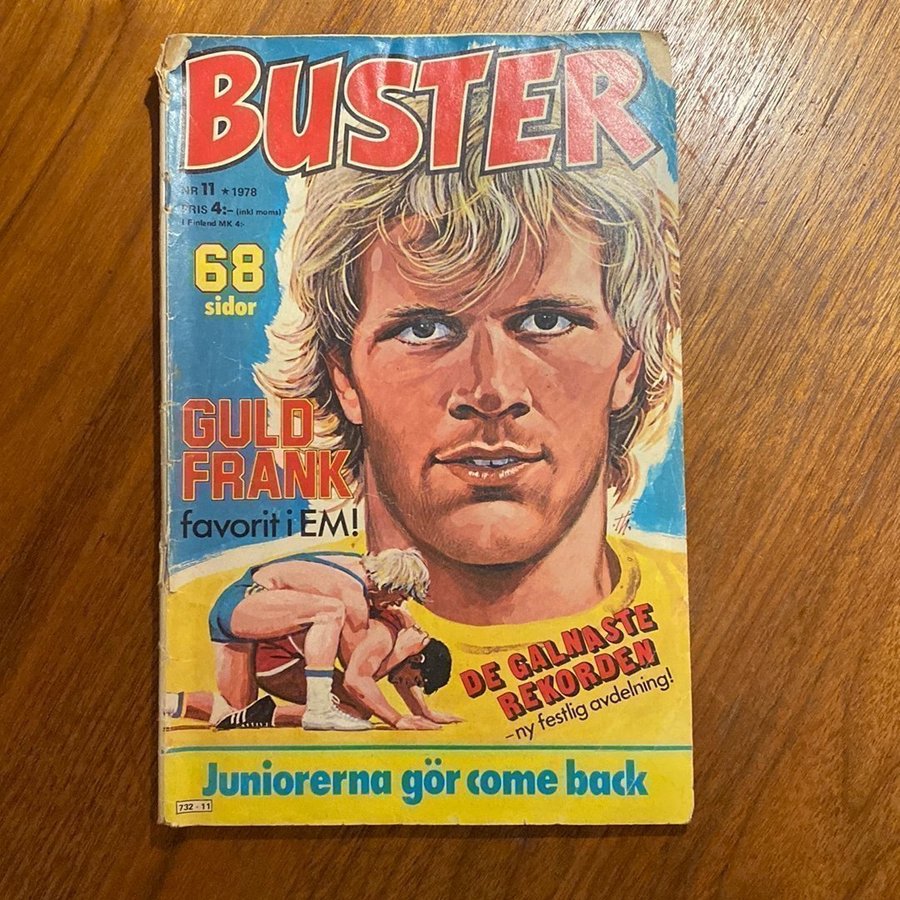 BUSTER
NR 11 ★ 1978
PRIS 4:- (inkl moms)
I Finland MK 4:-
68
sidor
GULD
FRANK
favorit i EM!
DE GALNASTE
REKORDEN
-ny festlig avdelning!
Juniorerna gör come back
732 - 11